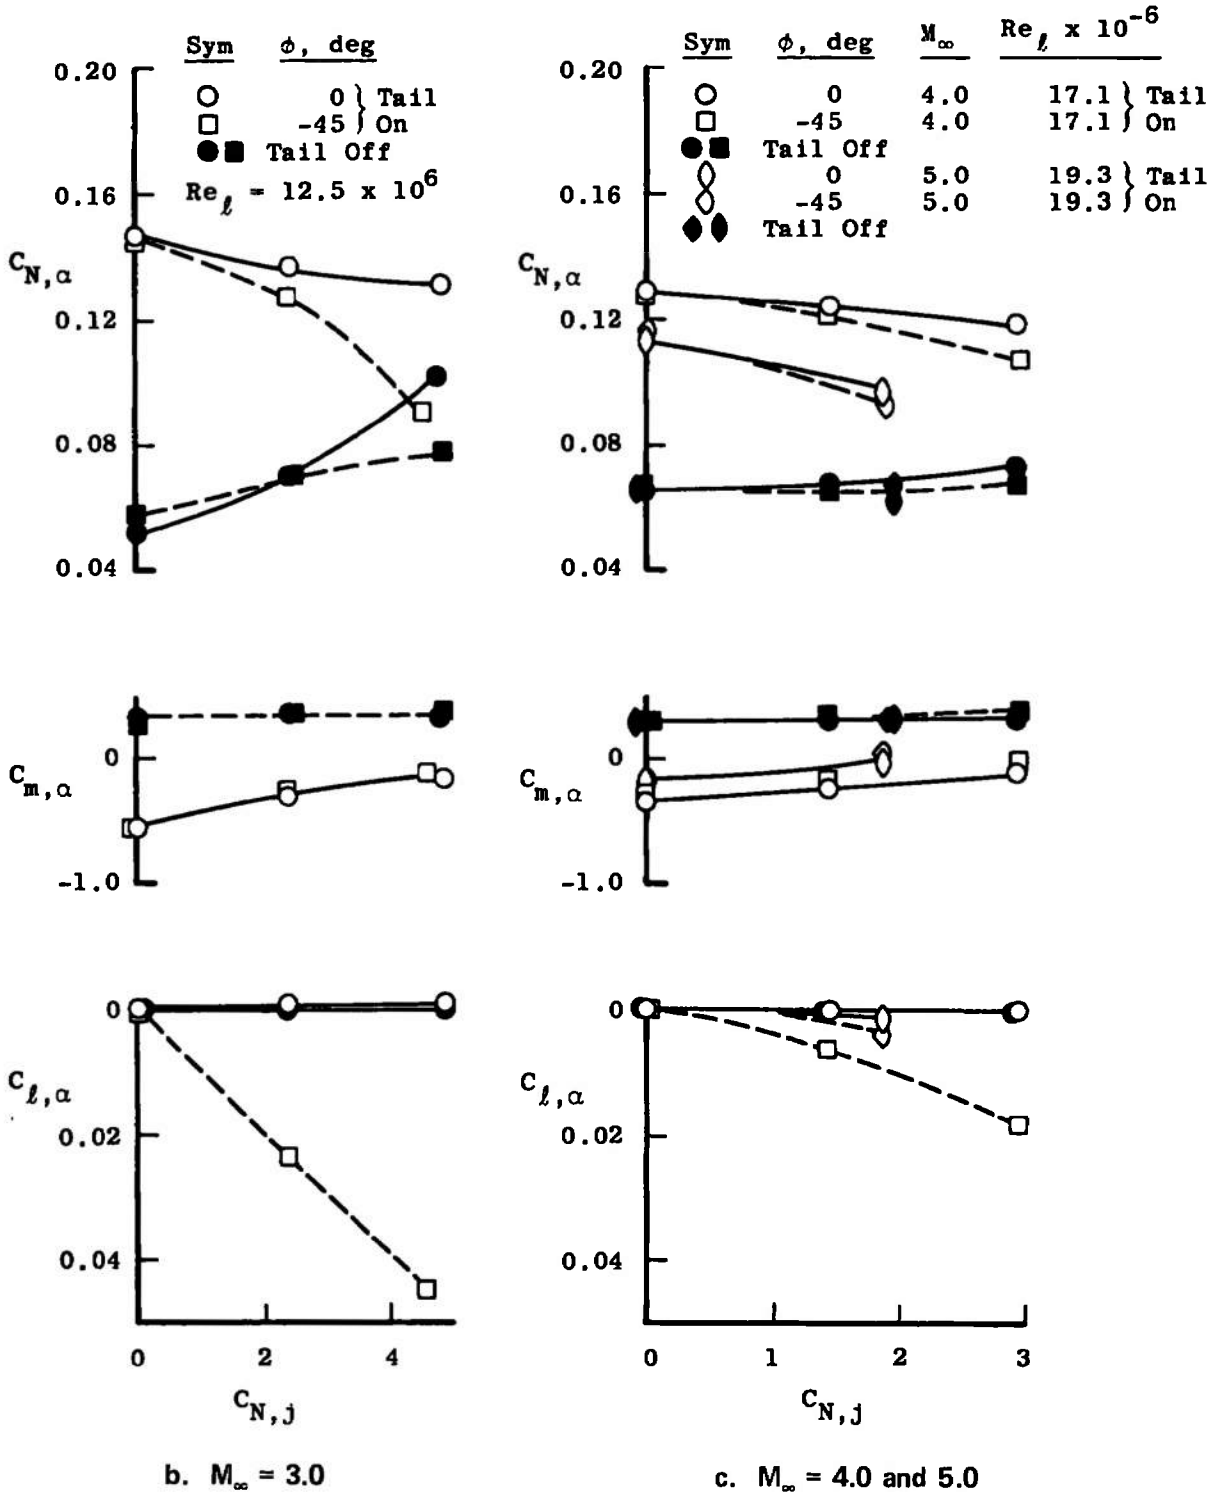 Sym ϕ, deg
0 } Tail
-45 } On
Tail Off
Re_ℓ = 12.5 x 10^6
0.20
0.16
C_N,α
0.12
0.08
0.04
0
C_m,α
-1.0
0
C_ℓ,α
0.02
0.04
0 2 4
C_N,j
b. M_∞ = 3.0
Sym ϕ, deg M_∞ Re_ℓ x 10^-6
0 4.0 17.1 } Tail
-45 4.0 17.1 } On
Tail Off
0 5.0 19.3 } Tail
-45 5.0 19.3 } On
Tail Off
0.20
0.16
C_N,α
0.12
0.08
0.04
0
C_m,α
-1.0
0
C_ℓ,α
0.02
0.04
0 1 2 3
C_N,j
c. M_∞ = 4.0 and 5.0